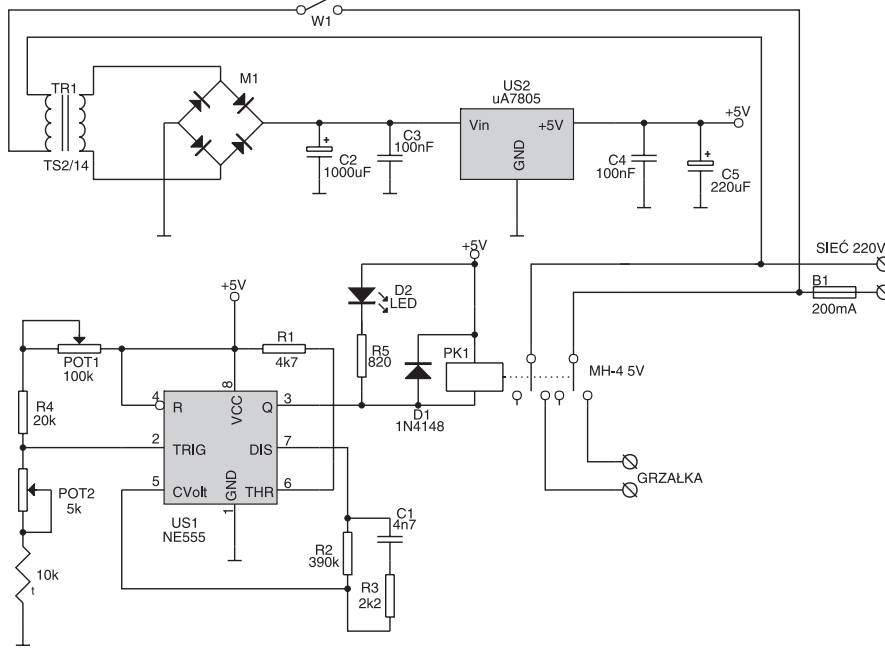 W1
TR1
TS2/14
M1
C2
1000uF
C3
100nF
US2
uA7805
Vin
+5V
GND
C4
100nF
+5V
C5
220uF
+
+
SIEĆ 220V
B1
200mA
+5V
+5V
D2
LED
R5
820
PK1
MH-4 5V
D1
1N4148
GRZAŁKA
POT1
100k
R1
4k7
R4
20k
POT2
5k
10k
t
4
R
8
VCC
Q
3
2
TRIG
DIS
7
5
CVolt
GND
1
THR
6
US1
NE555
C1
4n7
R2
390k
R3
2k2